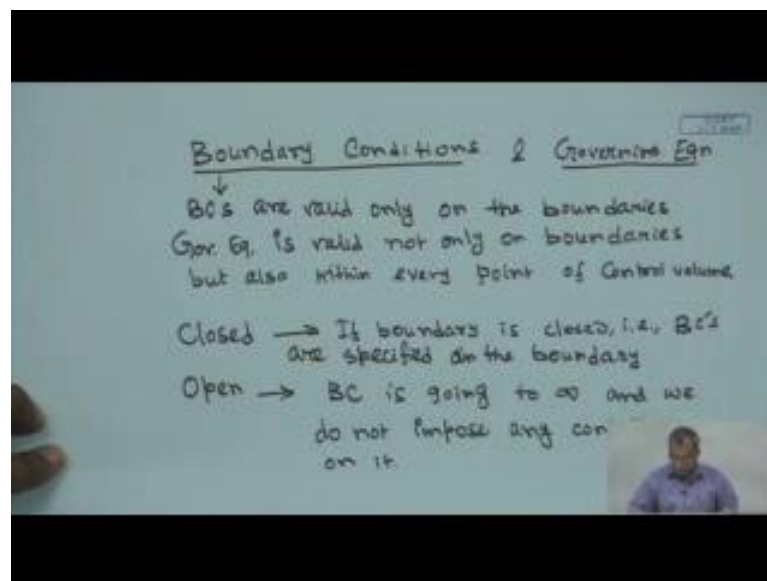 Boundary Conditions & Governing Eqn
BCs are valid only on the boundaries
Gov. Eq. is valid not only on boundaries
but also within every point of Control volume.
Closed → If boundary is closed, i.e., BC's
are specified on the boundary
Open → BC is going to ∞ and we
do not impose any con
on it.